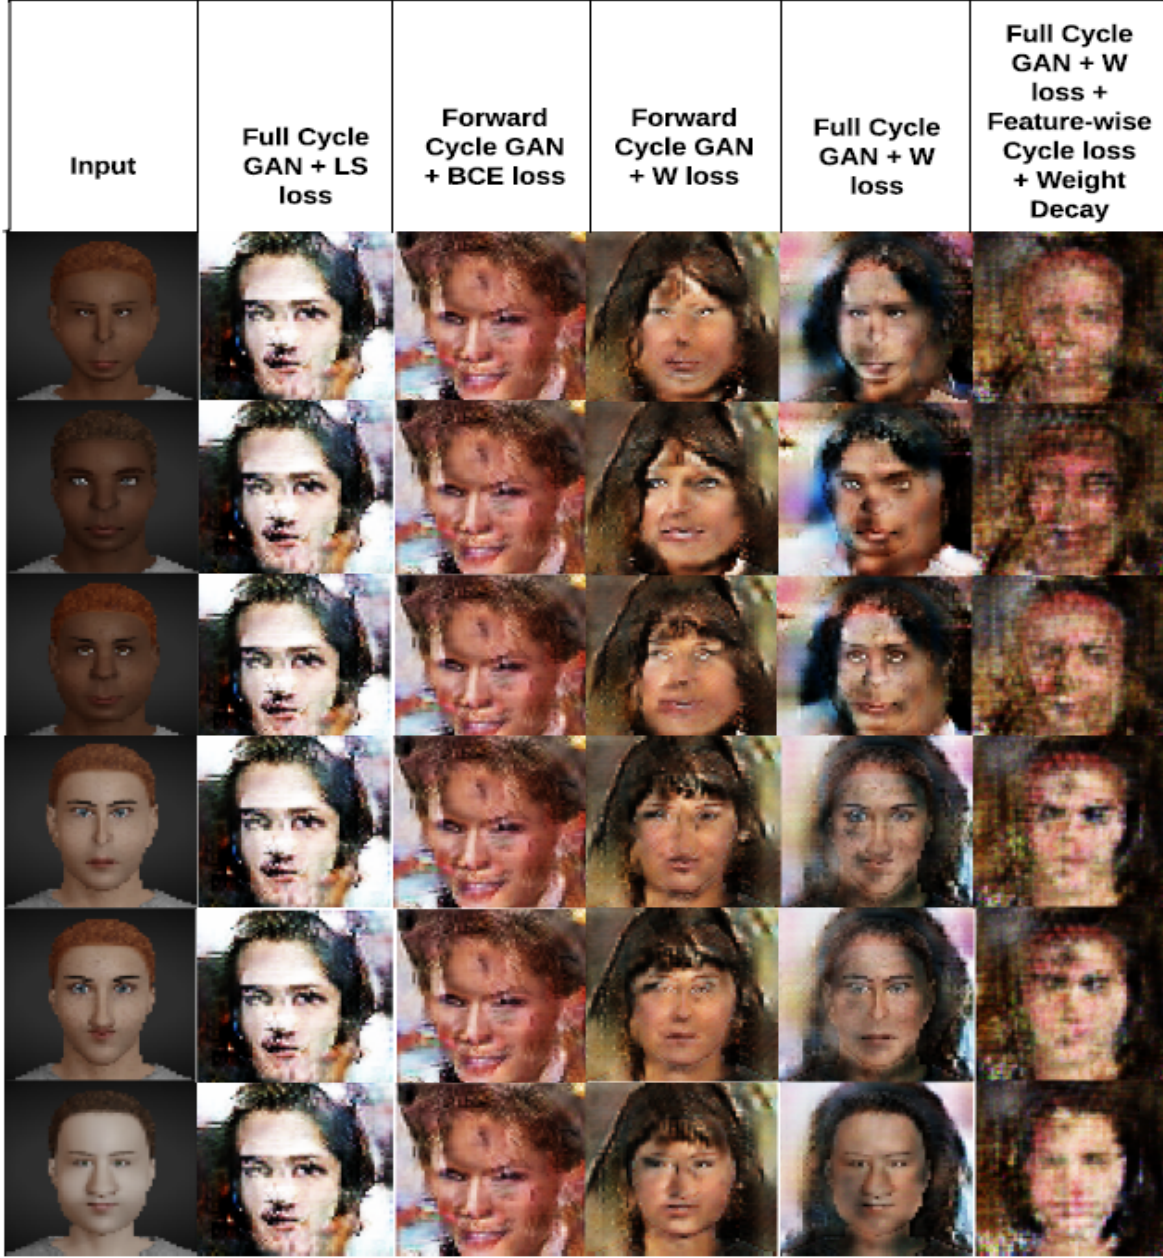 Input
Full Cycle
GAN + LS
loss
Forward
Cycle GAN
+ BCE loss
Forward
Cycle GAN
+ W loss
Full Cycle
GAN + W
loss
Full Cycle
GAN + W
loss +
Feature-wise
Cycle loss
+ Weight
Decay